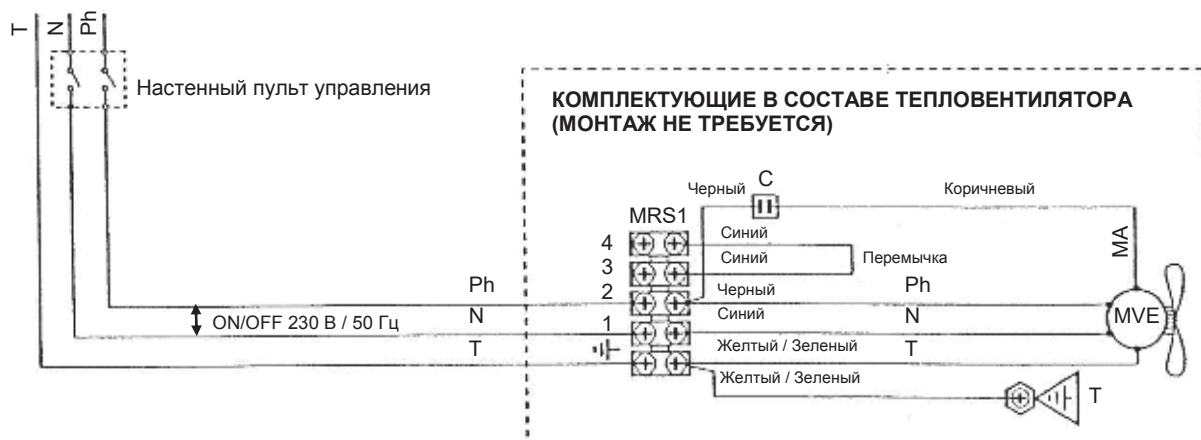 T
N
Ph
Настенный пульт управления
КОМПЛЕКТУЮЩИЕ В СОСТАВЕ ТЕПЛОВЕНТИЛЯТОРА
(МОНТАЖ НЕ ТРЕБУЕТСЯ)
Черный
C
Коричневый
MRS1
4
Синий
3
Синий
Перемычка
MA
Ph
2
Черный
Ph
ON/OFF 230 В / 50 Гц
N
1
Синий
N
MVE
T
Желтый / Зеленый
T
Желтый / Зеленый
T